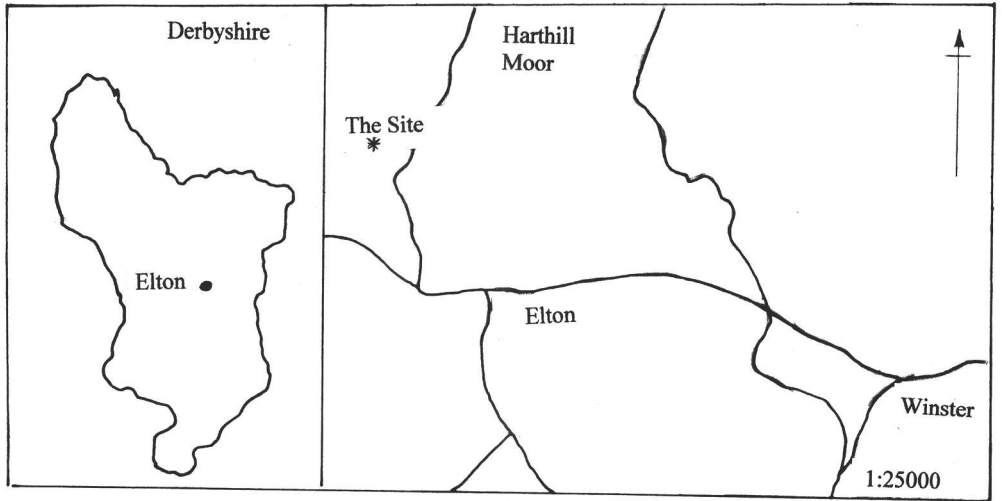 Derbyshire
Elton
Harthill
Moor
The Site
Elton
Winster
1:25000